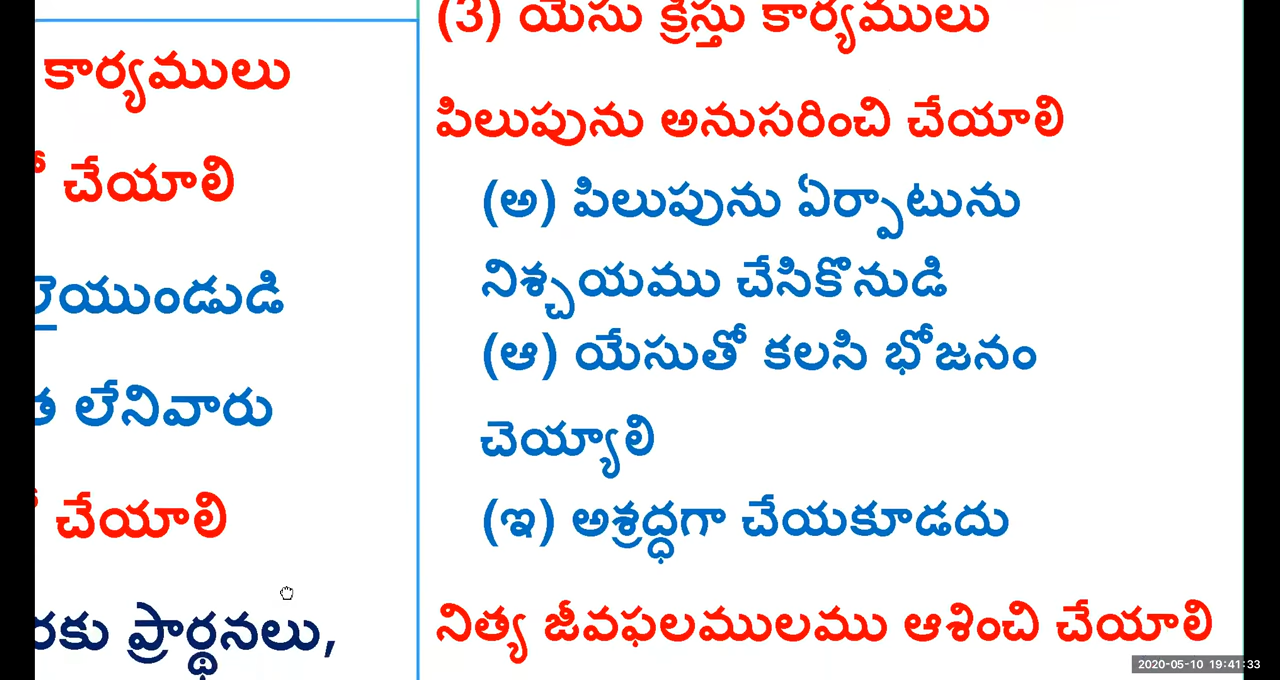 కార్యములు
చేయాలి
యుండుడి
లేనివారు
చేయాలి
ప్రార్థనలు,
(3) యేసు క్రీస్తు కార్యములు
పిలుపును అనుసరించి చేయాలి
(అ) పిలుపును ఏర్పాటును
నిశ్చయము చేసికొనుడి
(ఆ) యేసుతో కలసి భోజనం
చెయ్యాలి
(ఇ) అశ్రద్ధగా చేయకూడదు
నిత్య జీవఫలములము ఆశించి చేయాలి
2020-05-10 19:41:33